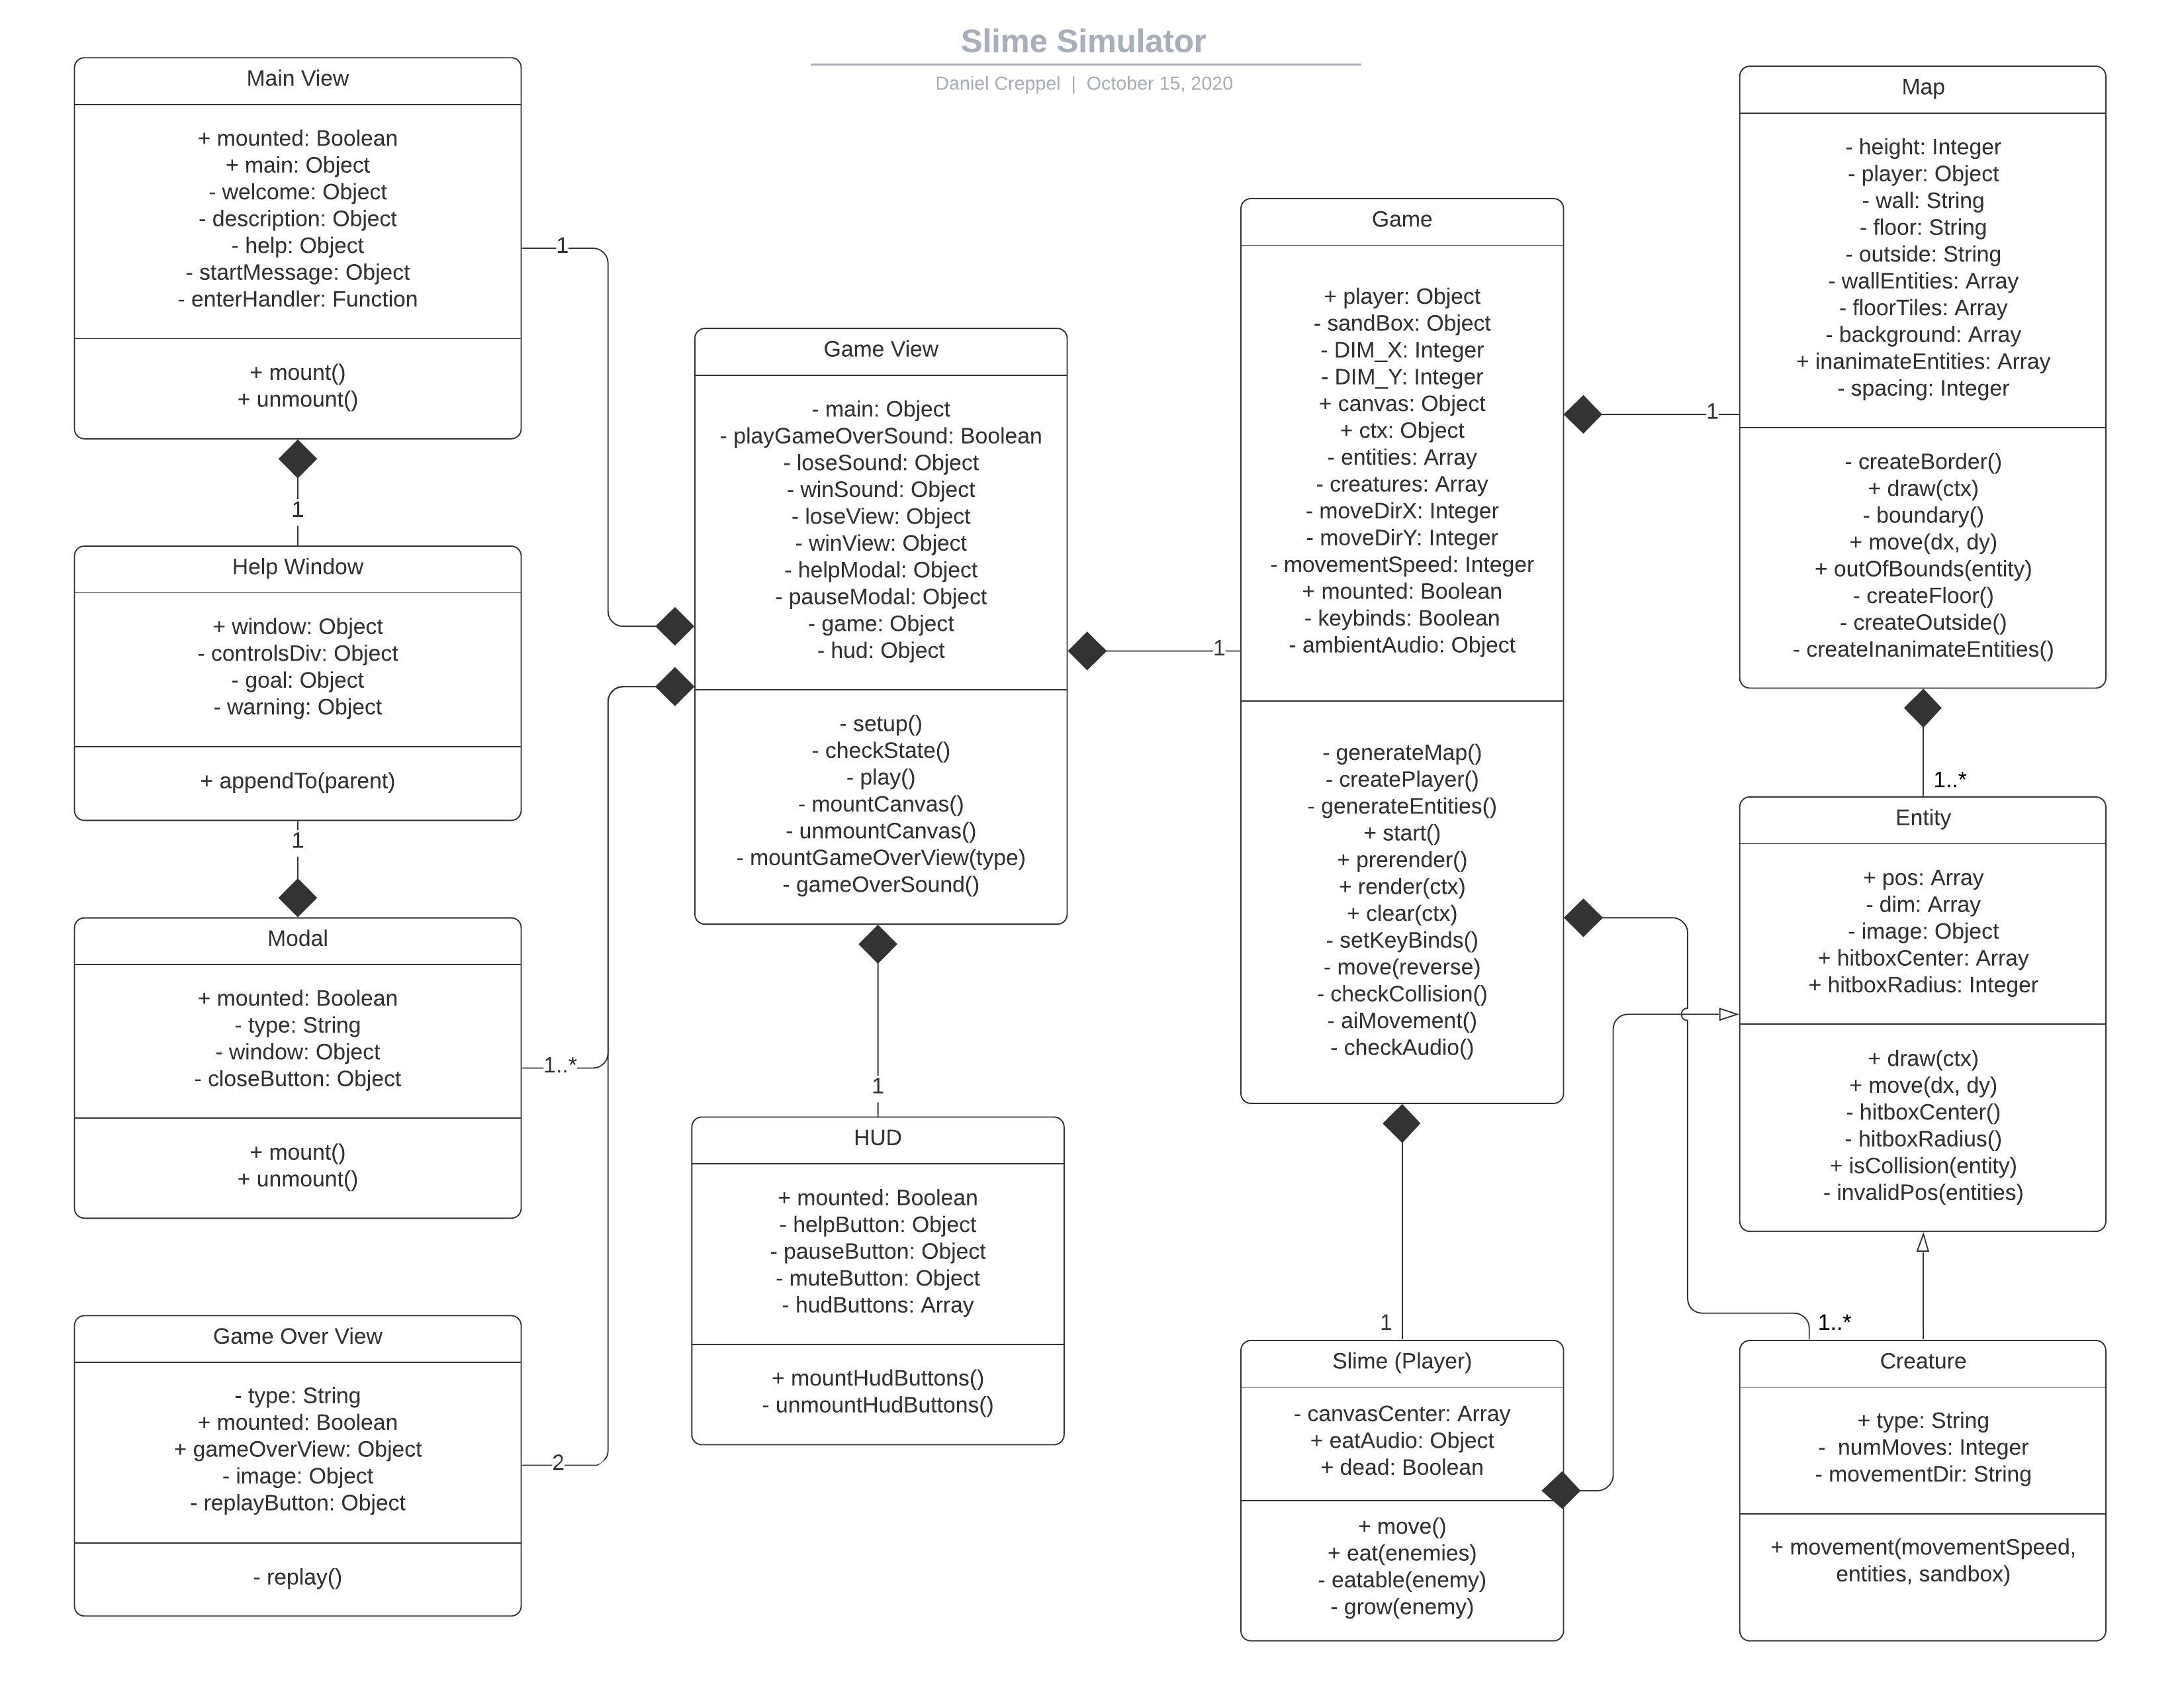 Slime Simulator
Daniel Creppel | October 15, 2020
Main View
+ mounted: Boolean
+ main: Object
- welcome: Object
- description: Object
- help: Object
- startMessage: Object
- enterHandler: Function
+ mount()
+ unmount()
1
1
Help Window
+ window: Object
- controlsDiv: Object
- goal: Object
- warning: Object
+ appendTo(parent)
1
Modal
+ mounted: Boolean
- type: String
- window: Object
- closeButton: Object
+ mount()
+ unmount()
1..*
Game Over View
- type: String
+ mounted: Boolean
+ gameOverView: Object
- image: Object
- replayButton: Object
- replay()
2
Game View
- main: Object
- playGameOverSound: Boolean
- loseSound: Object
- winSound: Object
- loseView: Object
- winView: Object
- helpModal: Object
- pauseModal: Object
- game: Object
- hud: Object
- setup()
- checkState()
- play()
- mountCanvas()
- unmountCanvas()
- mountGameOverView(type)
- gameOverSound()
1
1
HUD
+ mounted: Boolean
- helpButton: Object
- pauseButton: Object
- muteButton: Object
- hudButtons: Array
+ mountHudButtons()
- unmountHudButtons()
Game
+ player: Object
- sandBox: Object
- DIM_X: Integer
- DIM_Y: Integer
+ canvas: Object
+ ctx: Object
- entities: Array
- creatures: Array
- moveDirX: Integer
- moveDirY: Integer
- movementSpeed: Integer
+ mounted: Boolean
- keybinds: Boolean
- ambientAudio: Object
- generateMap()
- createPlayer()
- generateEntities()
+ start()
+ prerender()
+ render(ctx)
+ clear(ctx)
- setKeyBinds()
- move(reverse)
- checkCollision()
- aiMovement()
- checkAudio()
1
1
Slime (Player)
- canvasCenter: Array
+ eatAudio: Object
+ dead: Boolean
+ move()
+ eat(enemies)
- eatable(enemy)
- grow(enemy)
Map
- height: Integer
- player: Object
- wall: String
- floor: String
- outside: String
- wallEntities: Array
- floorTiles: Array
- background: Array
+ inanimateEntities: Array
- spacing: Integer
- createBorder()
+ draw(ctx)
- boundary()
+ move(dx, dy)
+ outOfBounds(entity)
- createFloor()
- createOutside()
- createInanimateEntities()
1..*
Entity
+ pos: Array
- dim: Array
- image: Object
+ hitboxCenter: Array
+ hitboxRadius: Integer
+ draw(ctx)
+ move(dx, dy)
- hitboxCenter()
- hitboxRadius()
+ isCollision(entity)
- invalidPos(entities)
1..*
Creature
+ type: String
- numMoves: Integer
- movementDir: String
+ movement(movementSpeed,
entities, sandbox)